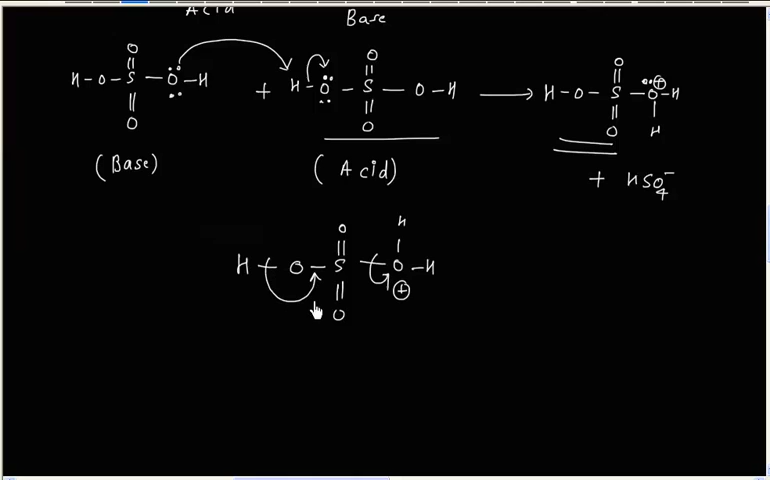 Acid
Base
O O O
H - O - S - O - H + H - O - S - O - H ⟶ H - O - S - O⊕ - H
O O O H
(Base) (Acid) + HSO4⁻
O H
H - O - S - O - H
O ⊕